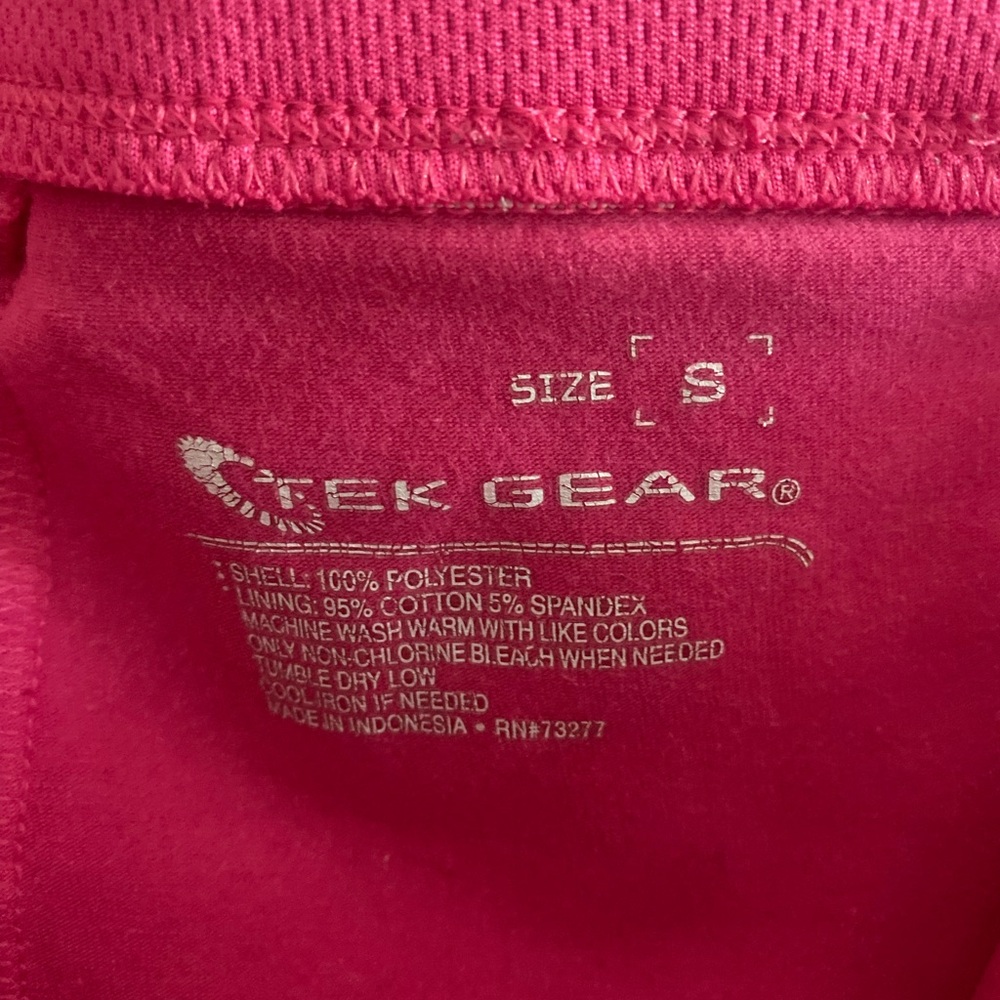 SIZE S
TEK GEAR®
SHELL: 100% POLYESTER
LINING: 95% COTTON 5% SPANDEX
MACHINE WASH WARM WITH LIKE COLORS
ONLY NON-CHLORINE BLEACH WHEN NEEDED
TUMBLE DRY LOW
COOL IRON IF NEEDED
MADE IN INDONESIA • RN#73277